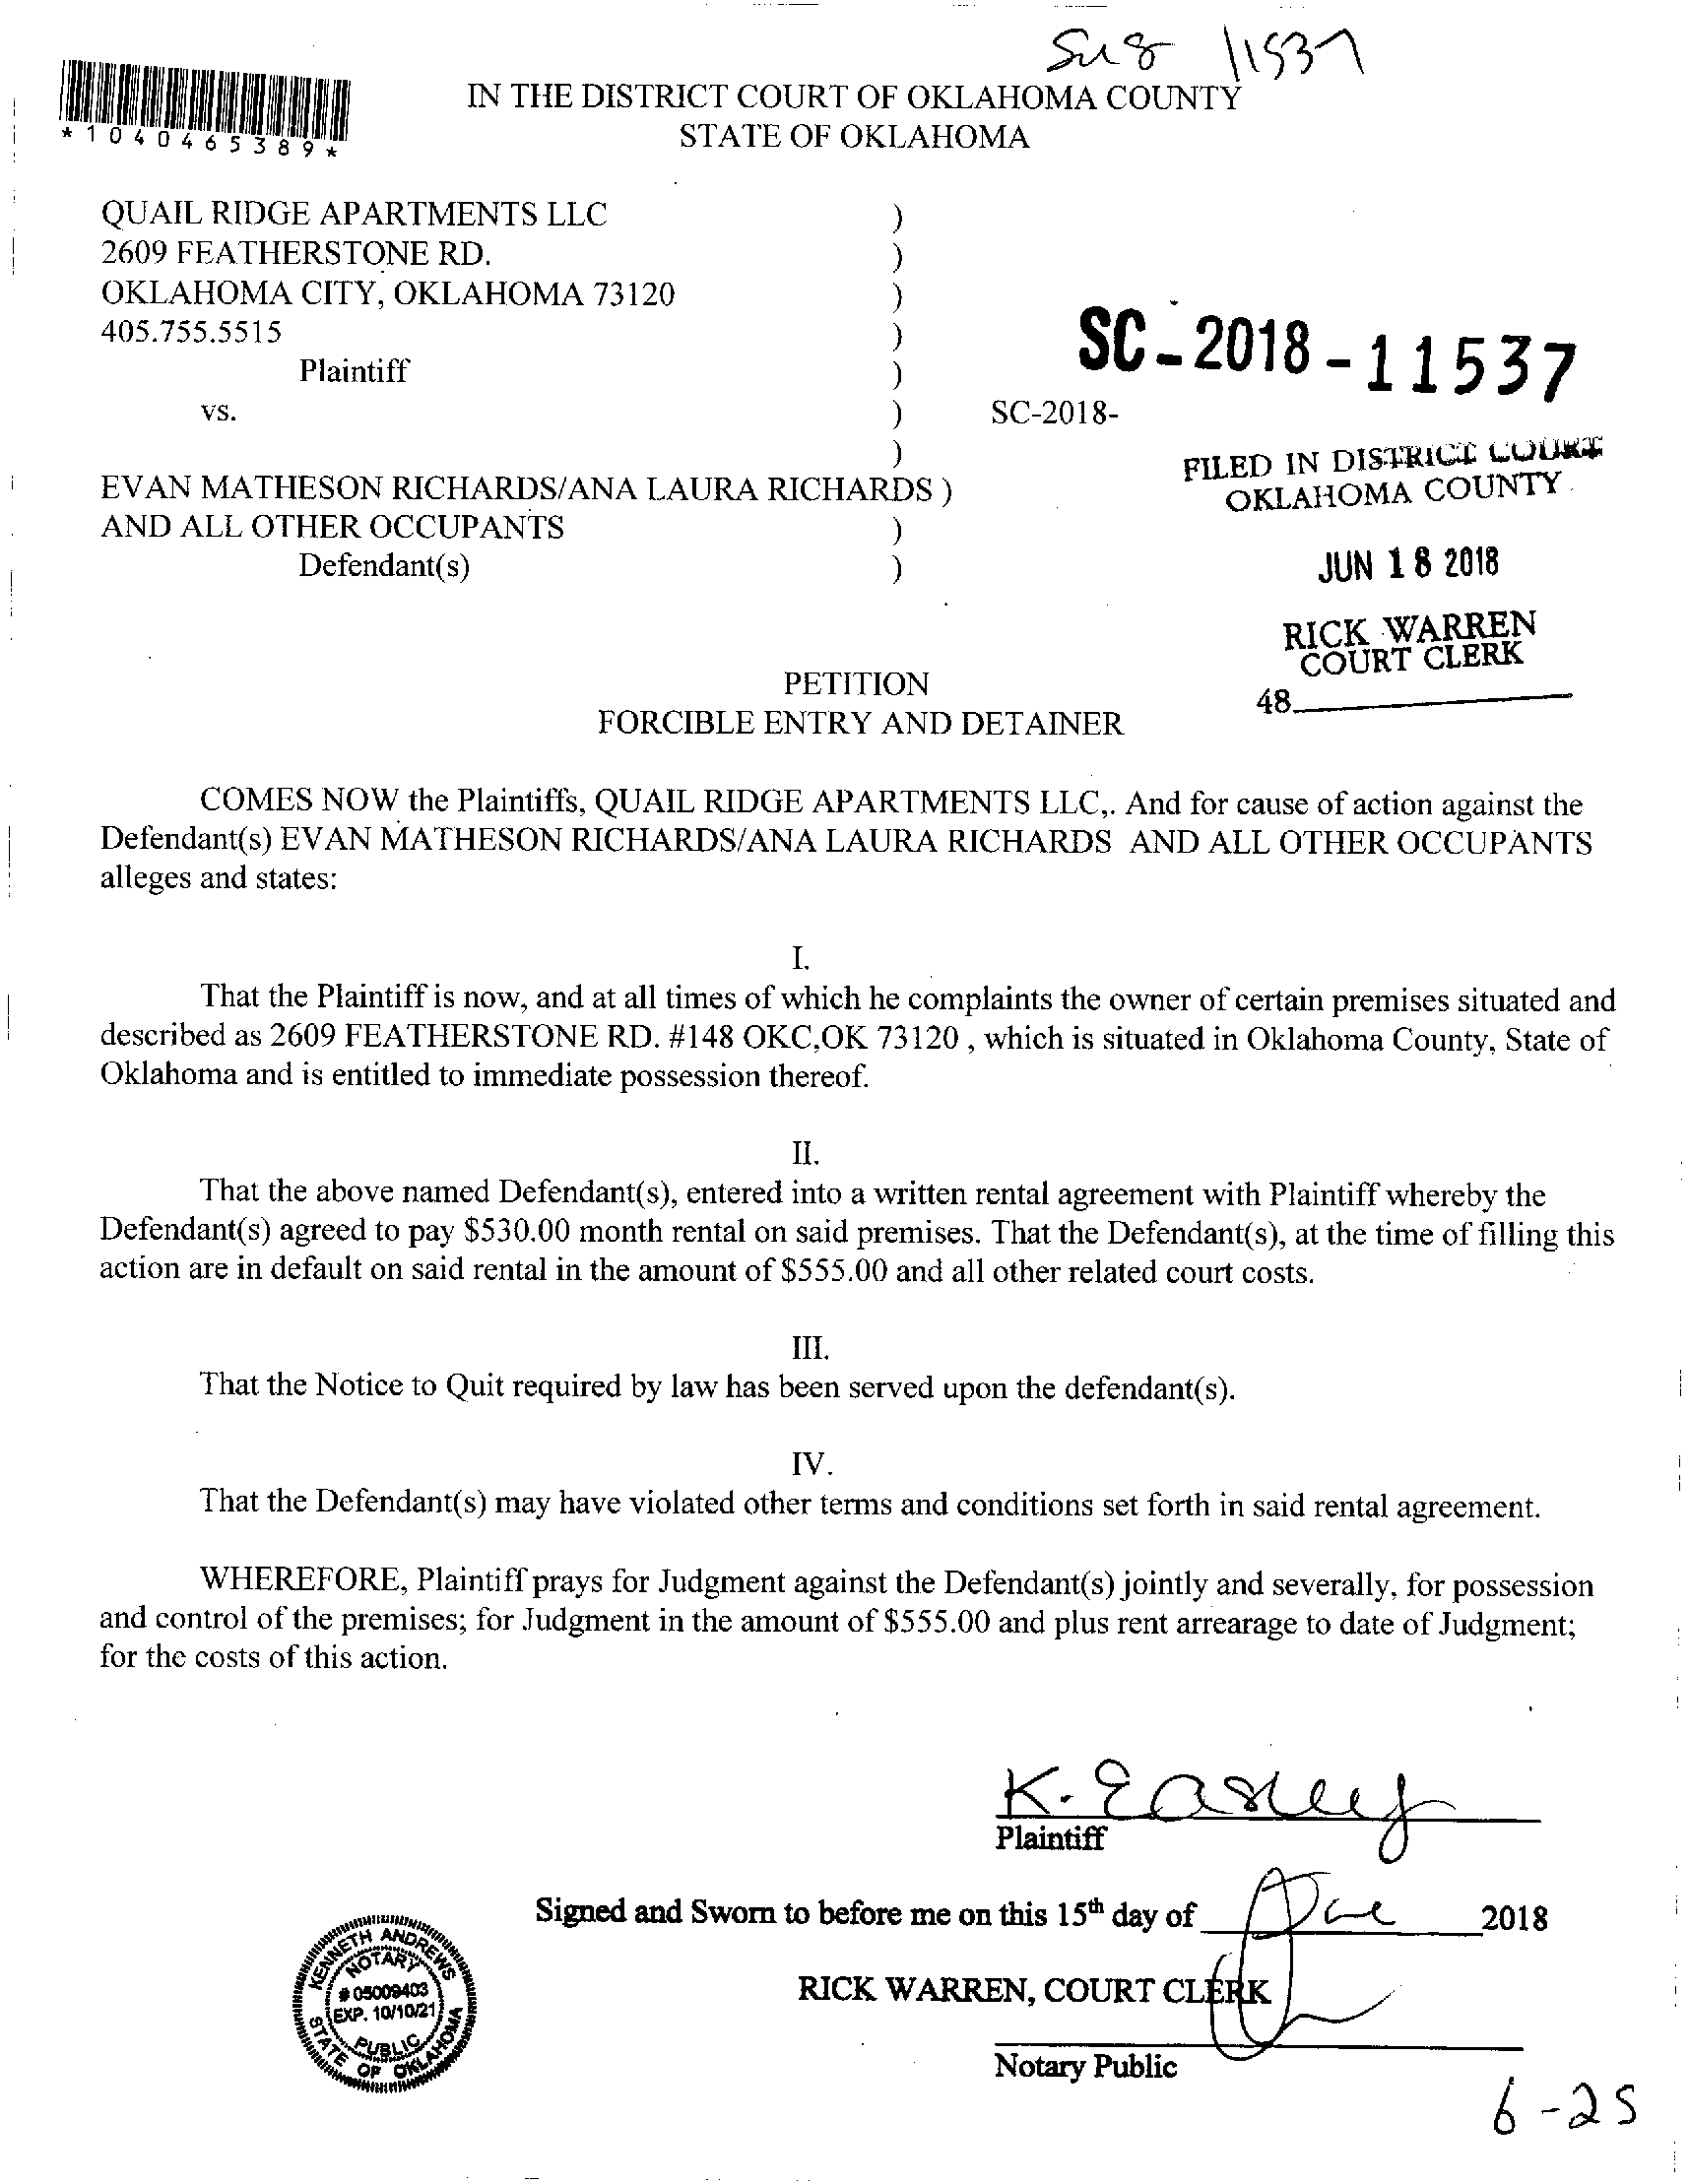 11537
IN THE DISTRICT COURT OF OKLAHOMA COUNTY
STATE OF OKLAHOMA
*1040465389*
QUAIL RIDGE APARTMENTS LLC )
2609 FEATHERSTONE RD. )
OKLAHOMA CITY, OKLAHOMA 73120 )
405.755.5515 )
Plaintiff )
SC-2018-11537
vs. ) SC-2018-
)
FILED IN DISTRICT COURT
OKLAHOMA COUNTY
EVAN MATHESON RICHARDS/ANA LAURA RICHARDS )
AND ALL OTHER OCCUPANTS )
Defendant(s) )
JUN 18 2018
RICK WARREN
COURT CLERK
48
PETITION
FORCIBLE ENTRY AND DETAINER
COMES NOW the Plaintiffs, QUAIL RIDGE APARTMENTS LLC,. And for cause of action against the
Defendant(s) EVAN MATHESON RICHARDS/ANA LAURA RICHARDS AND ALL OTHER OCCUPANTS
alleges and states:
I.
That the Plaintiff is now, and at all times of which he complaints the owner of certain premises situated and
described as 2609 FEATHERSTONE RD. #148 OKC,OK 73120 , which is situated in Oklahoma County, State of
Oklahoma and is entitled to immediate possession thereof.
II.
That the above named Defendant(s), entered into a written rental agreement with Plaintiff whereby the
Defendant(s) agreed to pay $530.00 month rental on said premises. That the Defendant(s), at the time of filling this
action are in default on said rental in the amount of $555.00 and all other related court costs.
III.
That the Notice to Quit required by law has been served upon the defendant(s).
IV.
That the Defendant(s) may have violated other terms and conditions set forth in said rental agreement.
WHEREFORE, Plaintiff prays for Judgment against the Defendant(s) jointly and severally, for possession
and control of the premises; for Judgment in the amount of $555.00 and plus rent arrearage to date of Judgment;
for the costs of this action.
K. Easley
Plaintiff
Signed and Sworn to before me on this 15th day of June 2018
KENNETH ANDREWS
NOTARY
# 05009403
EXP. 10/10/21
PUBLIC
STATE OF OKLAHOMA
RICK WARREN, COURT CLERK
Notary Public
6-25